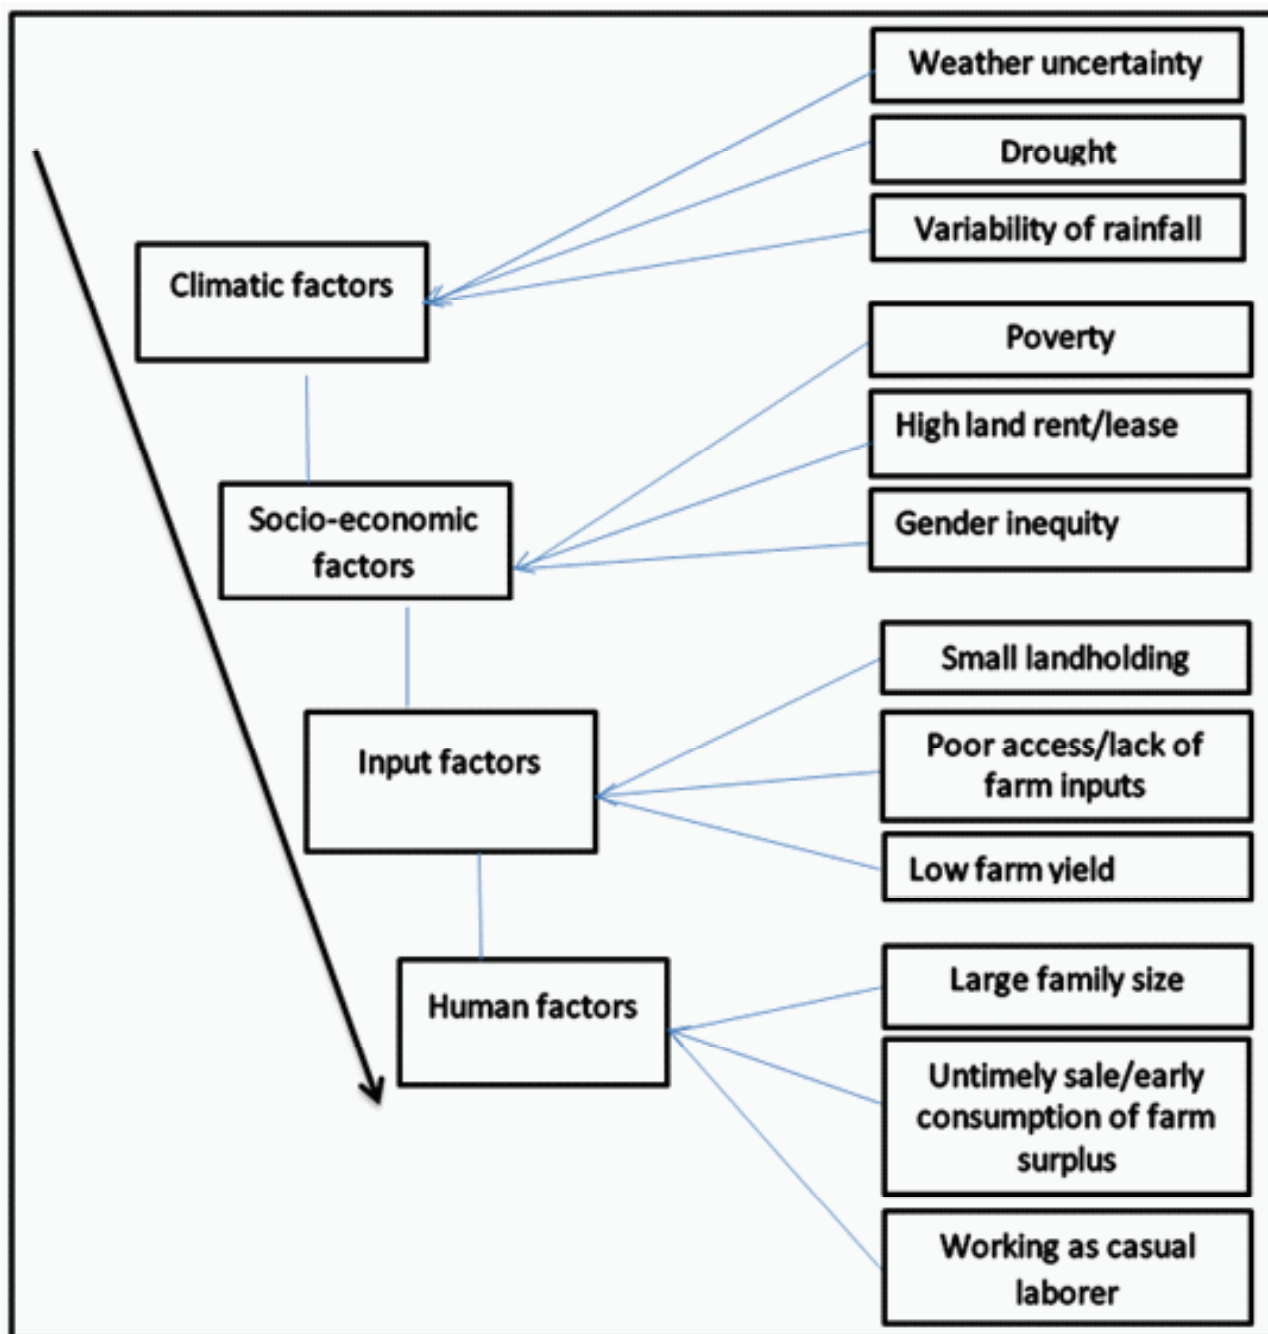 Weather uncertainty
Drought
Variability of rainfall
Climatic factors
Poverty
High land rent/lease
Gender inequity
Socio-economic
factors
Small landholding
Poor access/lack of
farm inputs
Low farm yield
Input factors
Large family size
Untimely sale/early
consumption of farm
surplus
Working as casual
laborer
Human factors